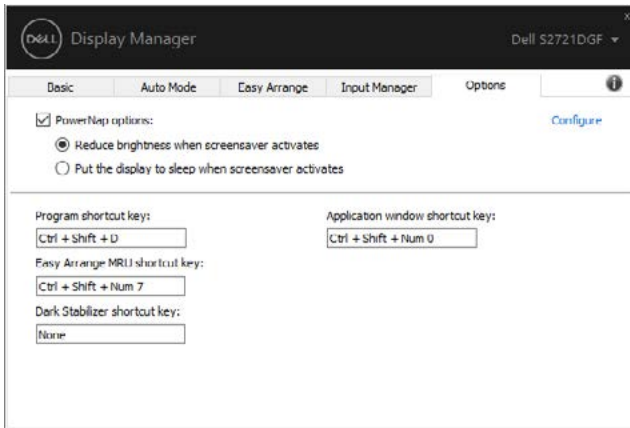 DELL Display Manager
Dell S2721DGF
x
Basic Auto Mode Easy Arrange Input Manager Options
PowerNap options: Configure
Reduce brightness when screensaver activates
Put the display to sleep when screensaver activates
Program shortcut key: Application window shortcut key:
Ctrl + Shift + D Ctrl + Shift + Num 0
Easy Arrange MRU shortcut key:
Ctrl + Shift + Num 7
Dark Stabilizer shortcut key:
None